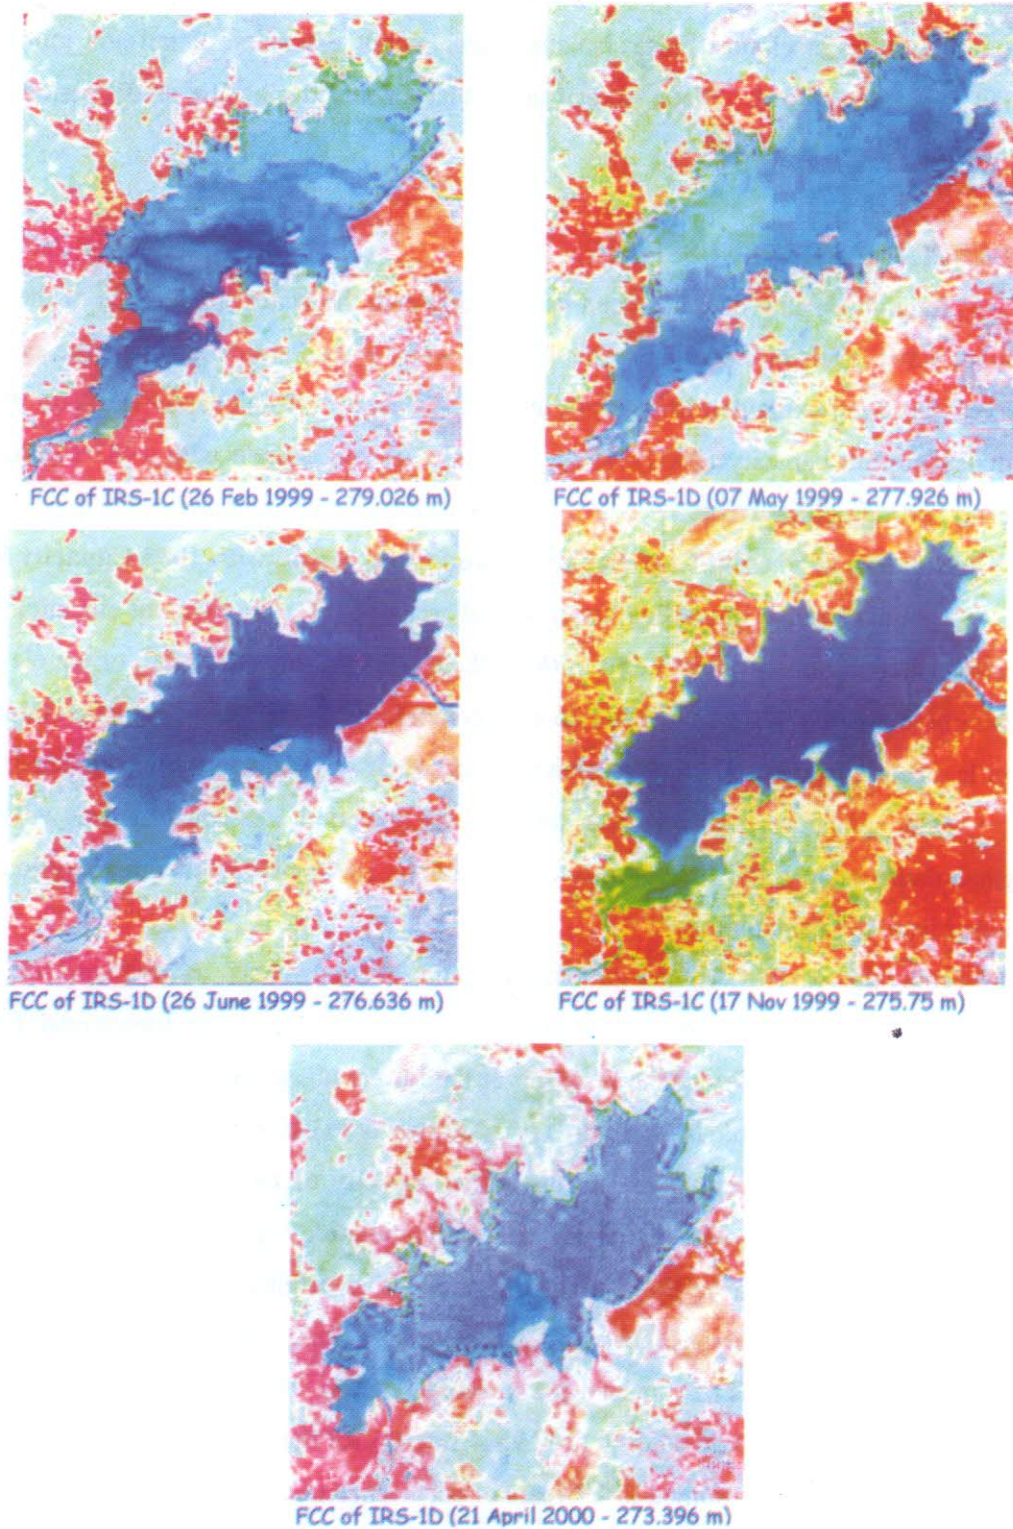 FCC of IRS-1C (26 Feb 1999 - 279.026 m)
FCC of IRS-1D (07 May 1999 - 277.926 m)
FCC of IRS-1D (26 June 1999 - 276.636 m)
FCC of IRS-1C (17 Nov 1999 - 275.75 m)
FCC of IRS-1D (21 April 2000 - 273.396 m)